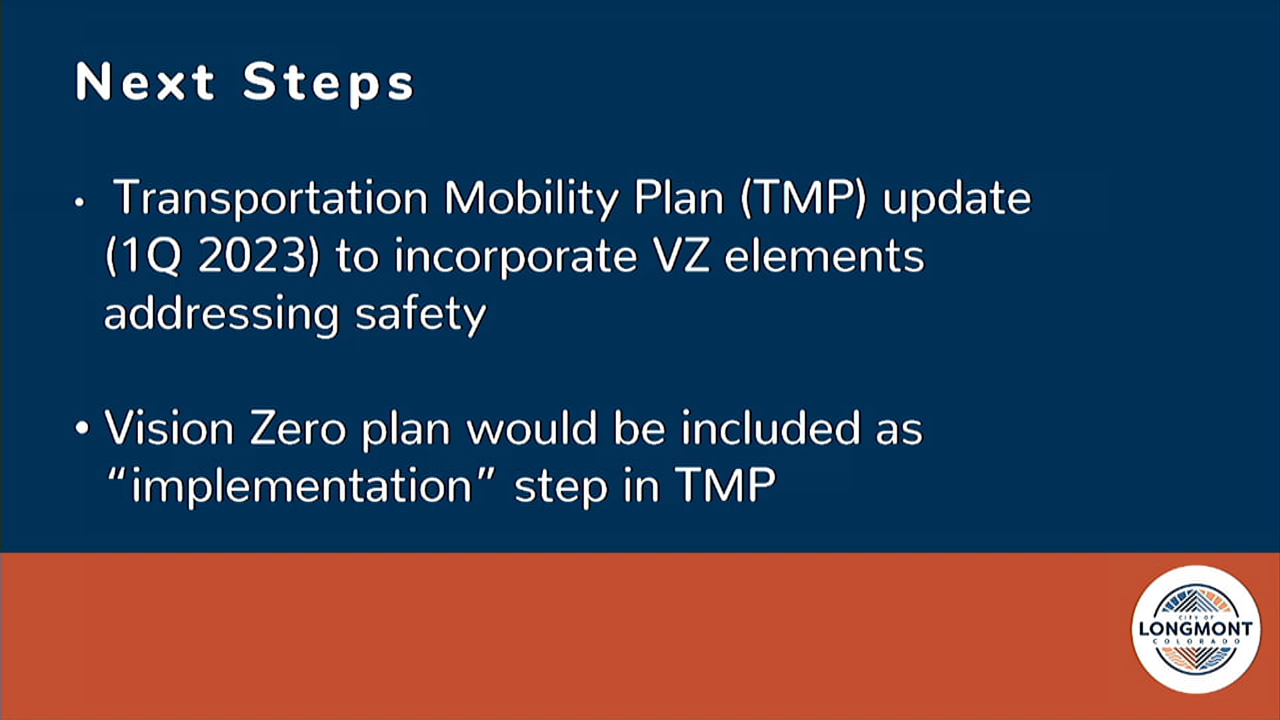 Next Steps
• Transportation Mobility Plan (TMP) update
(1Q 2023) to incorporate VZ elements
addressing safety
• Vision Zero plan would be included as
“implementation” step in TMP
CITY OF
LONGMONT
COLORADO